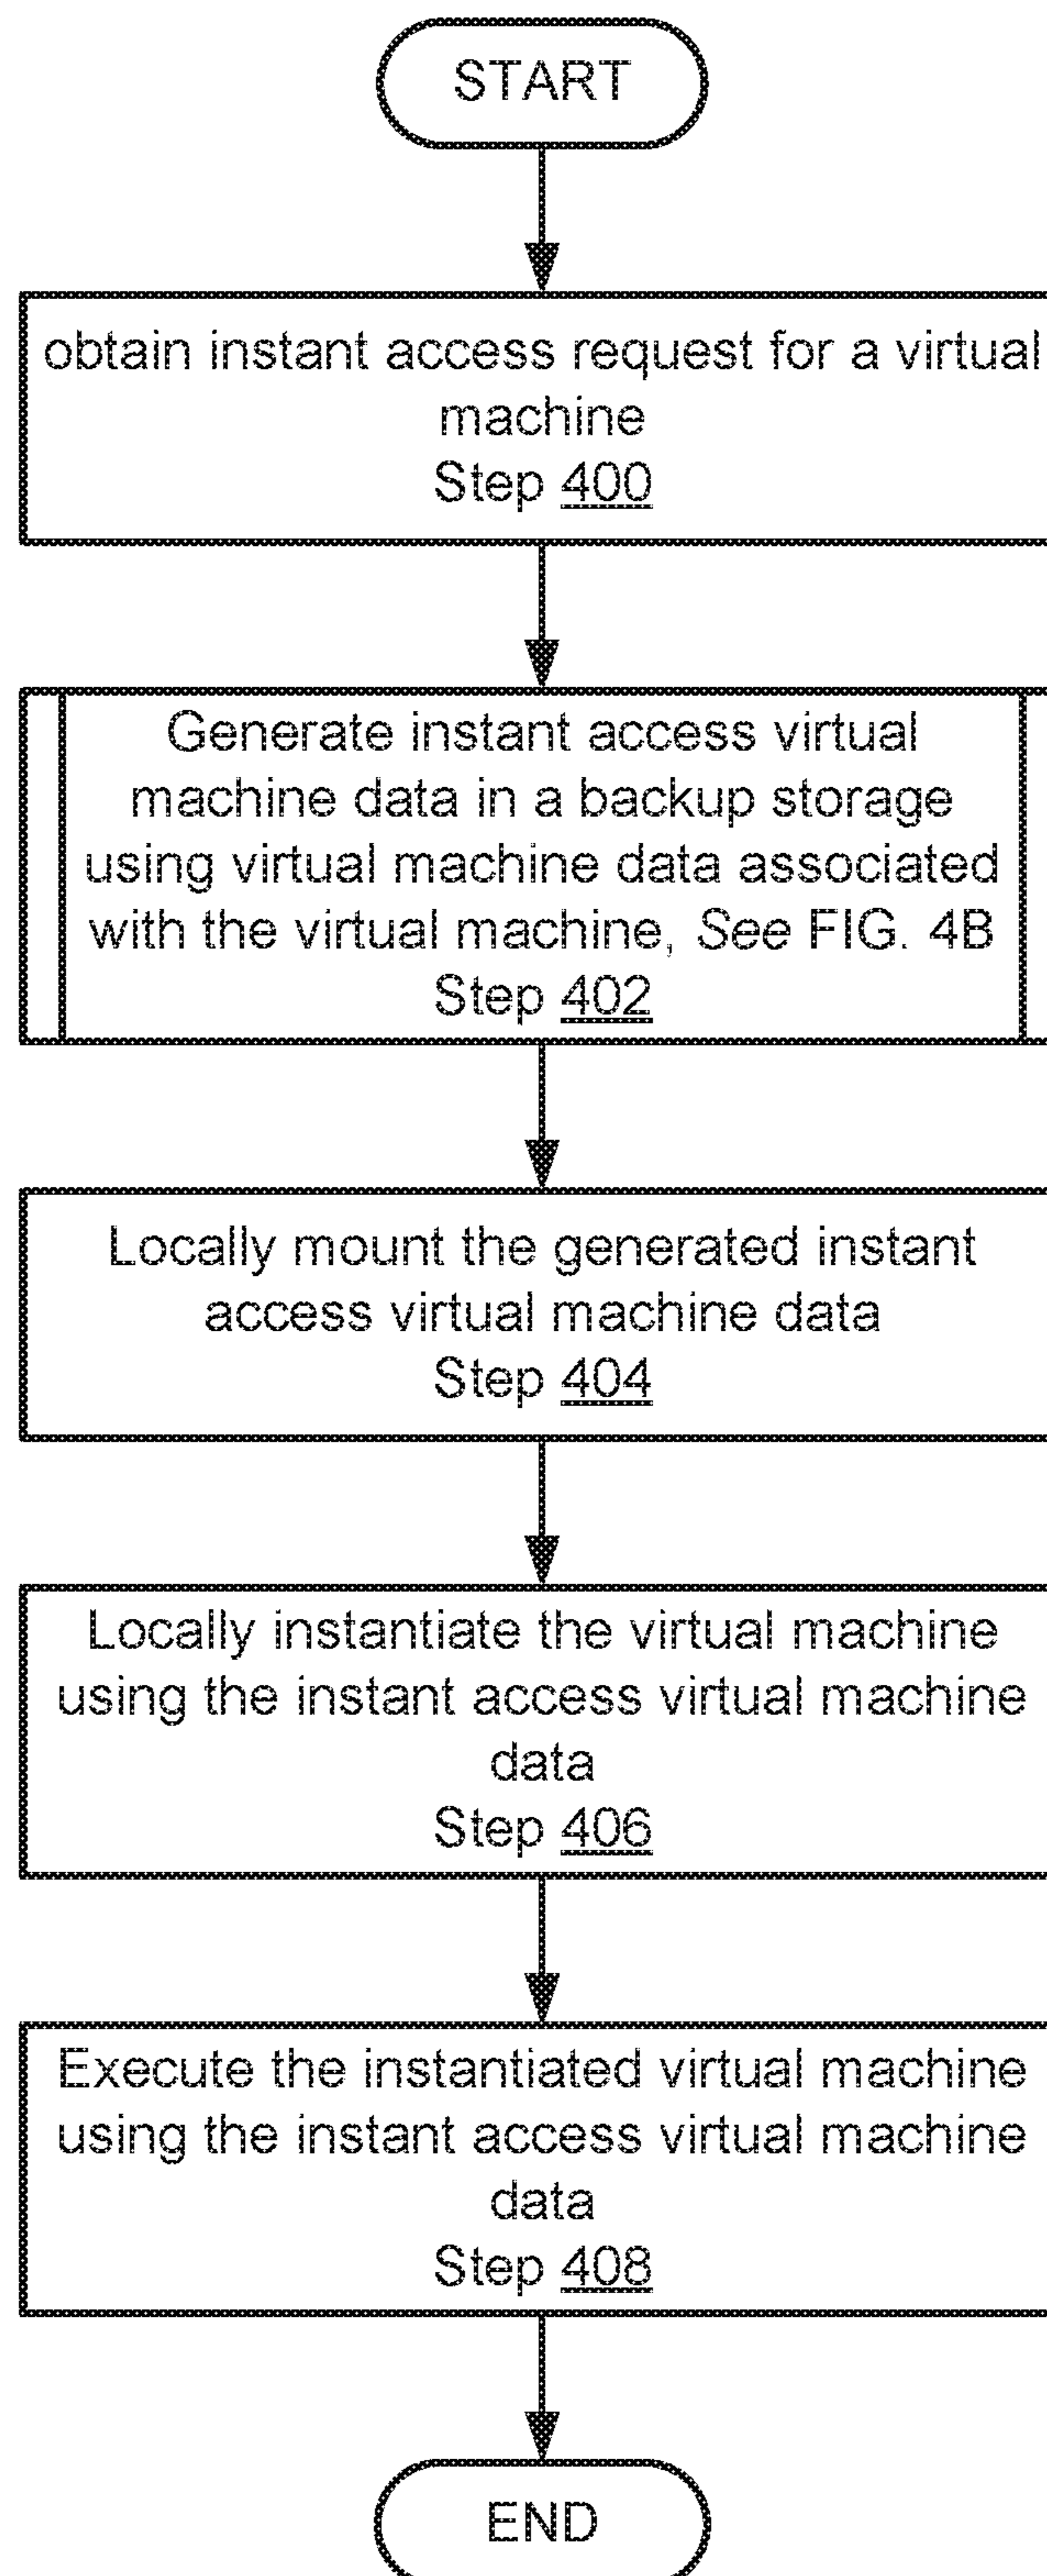 START
obtain instant access request for a virtual
machine
Step 400
Generate instant access virtual
machine data in a backup storage
using virtual machine data associated
with the virtual machine, See FIG. 4B
Step 402
Locally mount the generated instant
access virtual machine data
Step 404
Locally instantiate the virtual machine
using the instant access virtual machine
data
Step 406
Execute the instantiated virtual machine
using the instant access virtual machine
data
Step 408
END